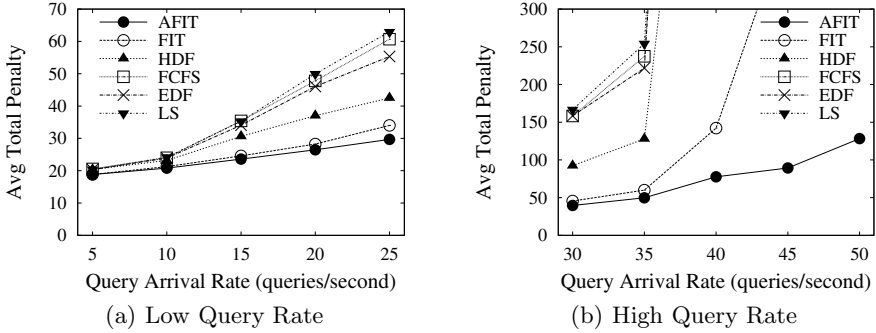 Avg Total Penalty
70
60
50
40
30
20
10
0
AFIT
FIT
HDF
FCFS
EDF
LS
5 10 15 20 25
Query Arrival Rate (queries/second)
(a) Low Query Rate
Avg Total Penalty
300
250
200
150
100
50
0
AFIT
FIT
HDF
FCFS
EDF
LS
30 35 40 45 50
Query Arrival Rate (queries/second)
(b) High Query Rate